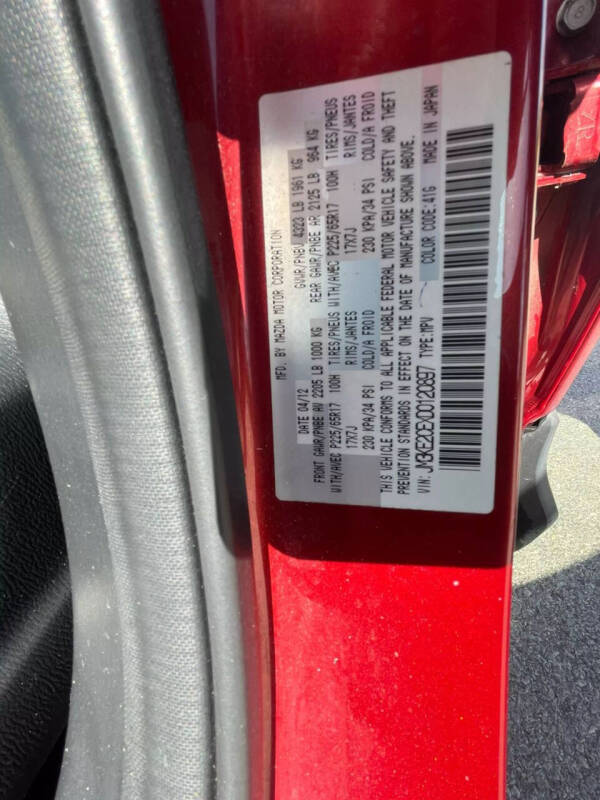 MFD. BY MAZDA MOTOR CORPORATION
DATE 04/12 GVWR/PNBV 4323 LB 1961 KG
FRONT GAWR/PNBE AV 2205 LB 1000 KG REAR GAWR/PNBE AR 2125 LB 964 KG
WITH/AVEC P225/65R17 100H TIRES/PNEUS WITH/AVEC P225/65R17 100H TIRES/PNEUS
17X7J RIMS/JANTES 17X7J RIMS/JANTES
230 KPA/34 PSI COLD/A FROID 230 KPA/34 PSI COLD/A FROID
THIS VEHICLE CONFORMS TO ALL APPLICABLE FEDERAL MOTOR VEHICLE SAFETY AND THEFT
PREVENTION STANDARDS IN EFFECT ON THE DATE OF MANUFACTURE SHOWN ABOVE.
VIN: JM3KE2CEXD0120897 TYPE:MPV COLOR CODE:41G MADE IN JAPAN